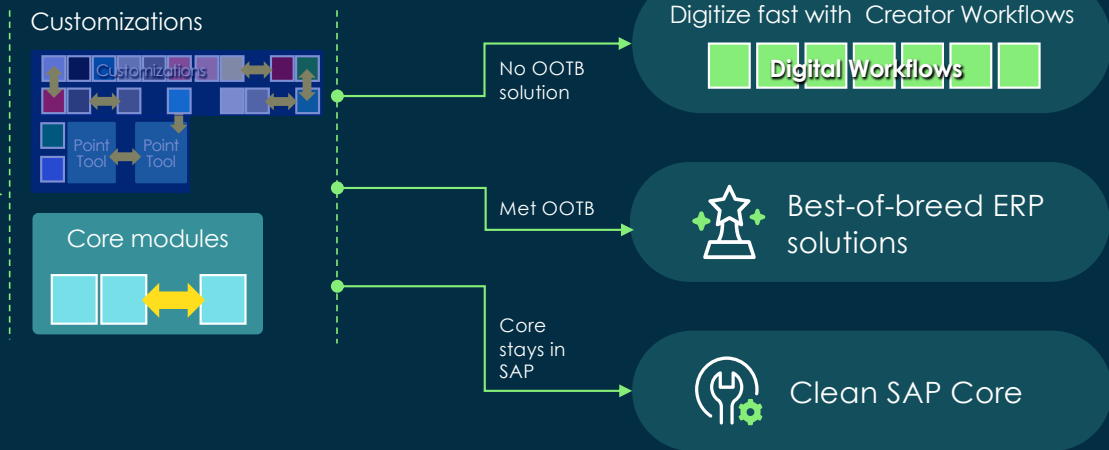 Customizations
Customizations
Point
Tool
Point
Tool
Core modules
No OOTB
solution
Met OOTB
Core
stays in
SAP
Digitize fast with Creator Workflows
Digital Workflows
Best-of-breed ERP
solutions
Clean SAP Core